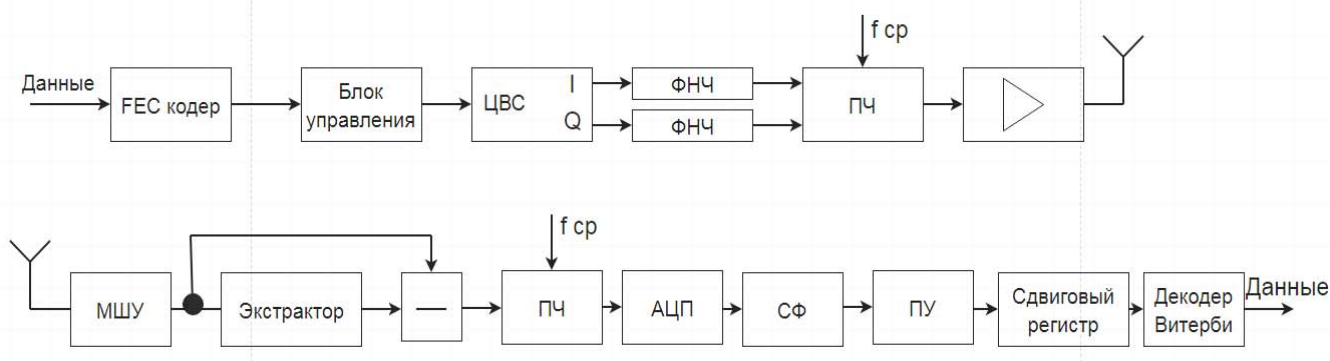 f ср
Данные
FEC кодер
Блок
управления
ЦВС
I
Q
ФНЧ
ФНЧ
ПЧ
f ср
МШУ
Экстрактор
ПЧ
АЦП
СФ
ПУ
Сдвиговый
регистр
Декодер
Витерби
Данные